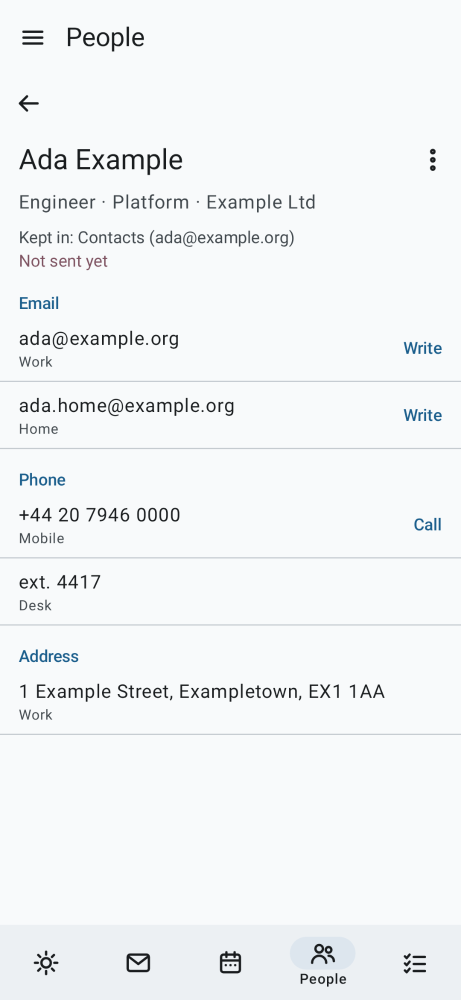 People
Ada Example
Engineer · Platform · Example Ltd
Kept in: Contacts (ada@example.org)
Not sent yet
Email
ada@example.org
Work
Write
ada.home@example.org
Home
Write
Phone
+44 20 7946 0000
Mobile
Call
ext. 4417
Desk
Address
1 Example Street, Exampletown, EX1 1AA
Work
People